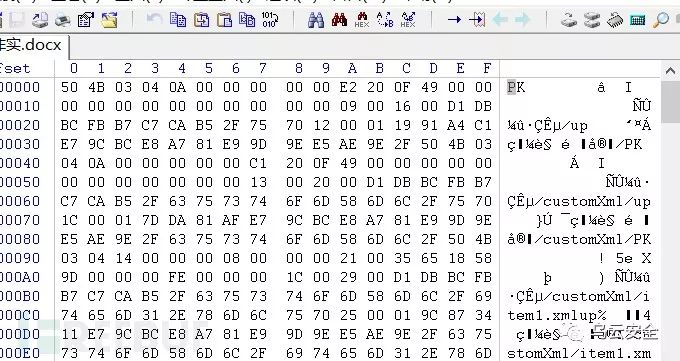 实.docx
fset 0 1 2 3 4 5 6 7 8 9 A B C D E F
00000 50 4B 03 04 0A 00 00 00 00 00 E2 20 0F 49 00 00 PK â I
00010 00 00 00 00 00 00 00 00 00 00 09 00 16 00 D1 DB ÑÛ
00020 BC FB B7 C7 CA B5 2F 75 70 12 00 01 19 91 A4 C1 ¼û·ÇÊµ/up
00030 E7 9C BC E8 A7 81 E9 9D 9E E5 AE 9E 2F 50 4B 03
00040 04 0A 00 00 00 00 00 C1 20 0F 49 00 00 00 00 00 Á I
00050 00 00 00 00 00 00 00 13 00 20 00 D1 DB BC FB B7 ÑÛ¼û·
00060 C7 CA B5 2F 63 75 73 74 6F 6D 58 6D 6C 2F 75 70 ÇÊµ/customXml/up
00070 1C 00 01 7D DA 81 AF E7 9C BC E8 A7 81 E9 9D 9E
00080 E5 AE 9E 2F 63 75 73 74 6F 6D 58 6D 6C 2F 50 4B /customXml/PK
00090 03 04 14 00 00 00 08 00 00 00 21 00 35 65 18 58 ! 5e X
000A0 9D 00 00 00 FE 00 00 00 1C 00 29 00 D1 DB BC FB þ ) ÑÛ¼û
000B0 B7 C7 CA B5 2F 63 75 73 74 6F 6D 58 6D 6C 2F 69 ·ÇÊµ/customXml/i
000C0 74 65 6D 31 2E 78 6D 6C 75 70 25 00 01 9C 87 34 tem1.xmlup%
000D0 11 E7 9C BC E8 A7 81 E9 9D 9E E5 AE 9E 2F 63 75
000E0 73 74 6F 6D 58 6D 6C 2F 69 74 65 6D 31 2E 78 6D stomXml/item1.xm
乌云安全